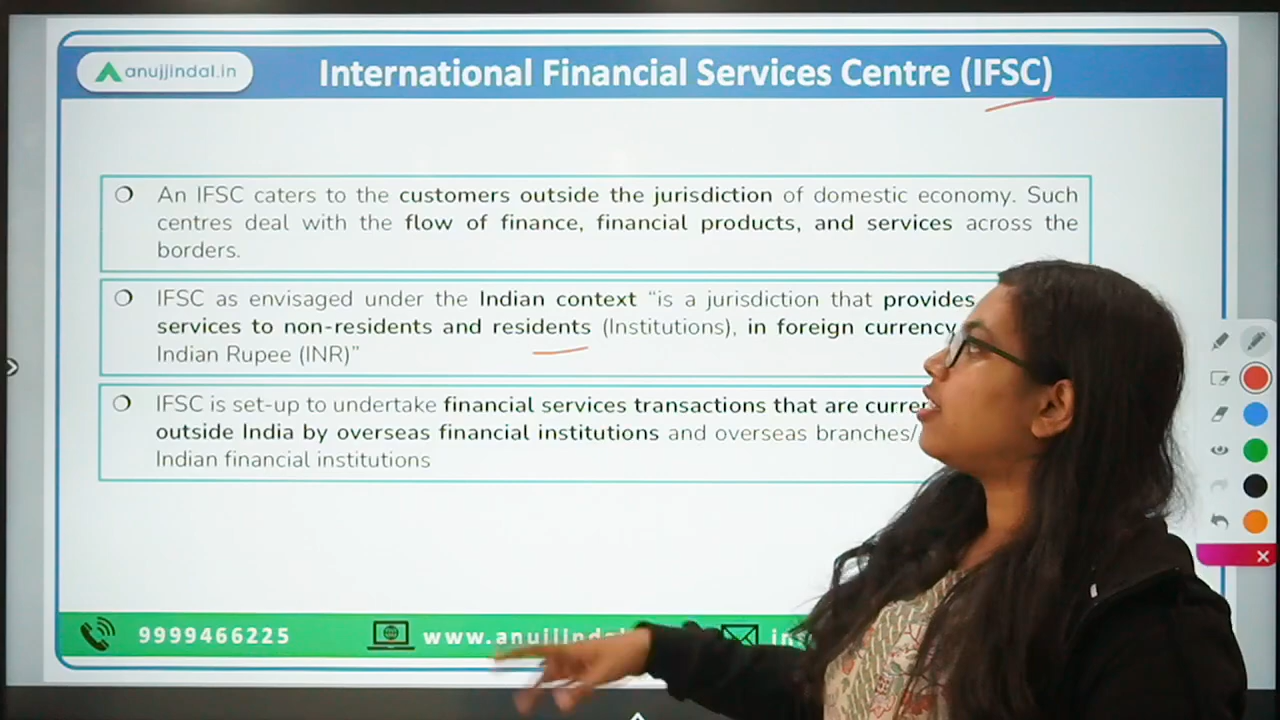 anujjindal.in
International Financial Services Centre (IFSC)
❍ An IFSC caters to the customers outside the jurisdiction of domestic economy. Such
centres deal with the flow of finance, financial products, and services across the
borders.
❍ IFSC as envisaged under the Indian context “is a jurisdiction that provides
services to non-residents and residents (Institutions), in foreign currency
Indian Rupee (INR)”
❍ IFSC is set-up to undertake financial services transactions that are
outside India by overseas financial institutions and overseas branches/
Indian financial institutions
9999466225